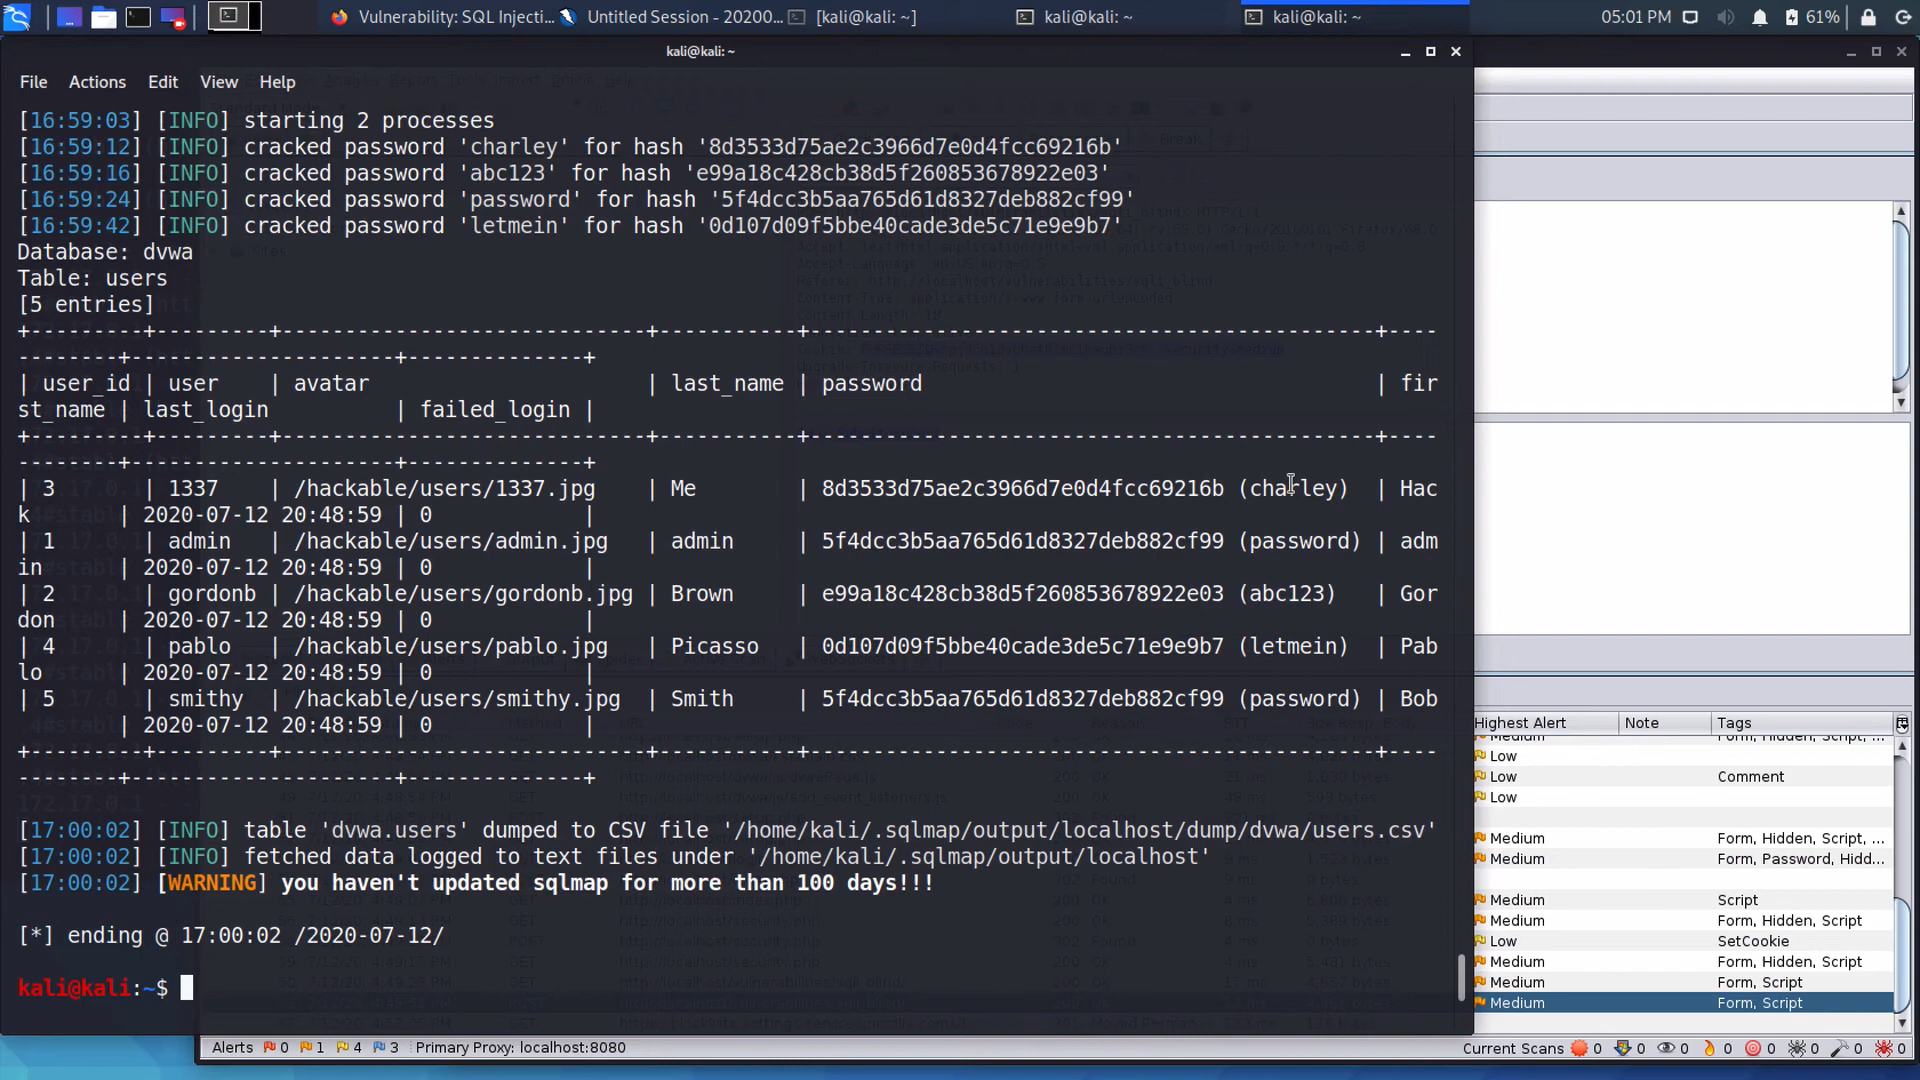 Vulnerability: SQL Injecti...
Untitled Session - 20200...
[kali@kali: ~]
kali@kali: ~
kali@kali: ~
05:01 PM
61%
kali@kali: ~
File Actions Edit View Help
[16:59:03] [INFO] starting 2 processes
[16:59:12] [INFO] cracked password 'charley' for hash '8d3533d75ae2c3966d7e0d4fcc69216b'
[16:59:16] [INFO] cracked password 'abc123' for hash 'e99a18c428cb38d5f260853678922e03'
[16:59:24] [INFO] cracked password 'password' for hash '5f4dcc3b5aa765d61d8327deb882cf99'
[16:59:42] [INFO] cracked password 'letmein' for hash '0d107d09f5bbe40cade3de5c71e9e9b7'
Database: dvwa
Table: users
[5 entries]
+---------+---------+-----------------------------+-----------+---------------------------------------------+----
--------+---------------------+--------------+
| user_id | user | avatar | last_name | password | fir
st_name | last_login | failed_login |
+---------+---------+-----------------------------+-----------+---------------------------------------------+----
--------+---------------------+--------------+
| 3 | 1337 | /hackable/users/1337.jpg | Me | 8d3533d75ae2c3966d7e0d4fcc69216b (charley) | Hac
k | 2020-07-12 20:48:59 | 0 |
| 1 | admin | /hackable/users/admin.jpg | admin | 5f4dcc3b5aa765d61d8327deb882cf99 (password) | adm
in | 2020-07-12 20:48:59 | 0 |
| 2 | gordonb | /hackable/users/gordonb.jpg | Brown | e99a18c428cb38d5f260853678922e03 (abc123) | Gor
don | 2020-07-12 20:48:59 | 0 |
| 4 | pablo | /hackable/users/pablo.jpg | Picasso | 0d107d09f5bbe40cade3de5c71e9e9b7 (letmein) | Pab
lo | 2020-07-12 20:48:59 | 0 |
| 5 | smithy | /hackable/users/smithy.jpg | Smith | 5f4dcc3b5aa765d61d8327deb882cf99 (password) | Bob
| 2020-07-12 20:48:59 | 0 |
+---------+---------+-----------------------------+-----------+---------------------------------------------+----
--------+---------------------+--------------+
[17:00:02] [INFO] table 'dvwa.users' dumped to CSV file '/home/kali/.sqlmap/output/localhost/dump/dvwa/users.csv'
[17:00:02] [INFO] fetched data logged to text files under '/home/kali/.sqlmap/output/localhost'
[17:00:02] [WARNING] you haven't updated sqlmap for more than 100 days!!!
[*] ending @ 17:00:02 /2020-07-12/
kali@kali:~$
Highest Alert Note Tags
Medium Form, Hidden, Script, ...
Low
Low Comment
Low
Medium Form, Hidden, Script
Medium Form, Password, Hidd...
Medium Script
Medium Form, Hidden, Script
Low SetCookie
Medium Form, Hidden, Script
Medium Form, Script
Medium Form, Script
Alerts 0 1 4 3 Primary Proxy: localhost:8080
Current Scans 0 0 0 0 0 0 0 0